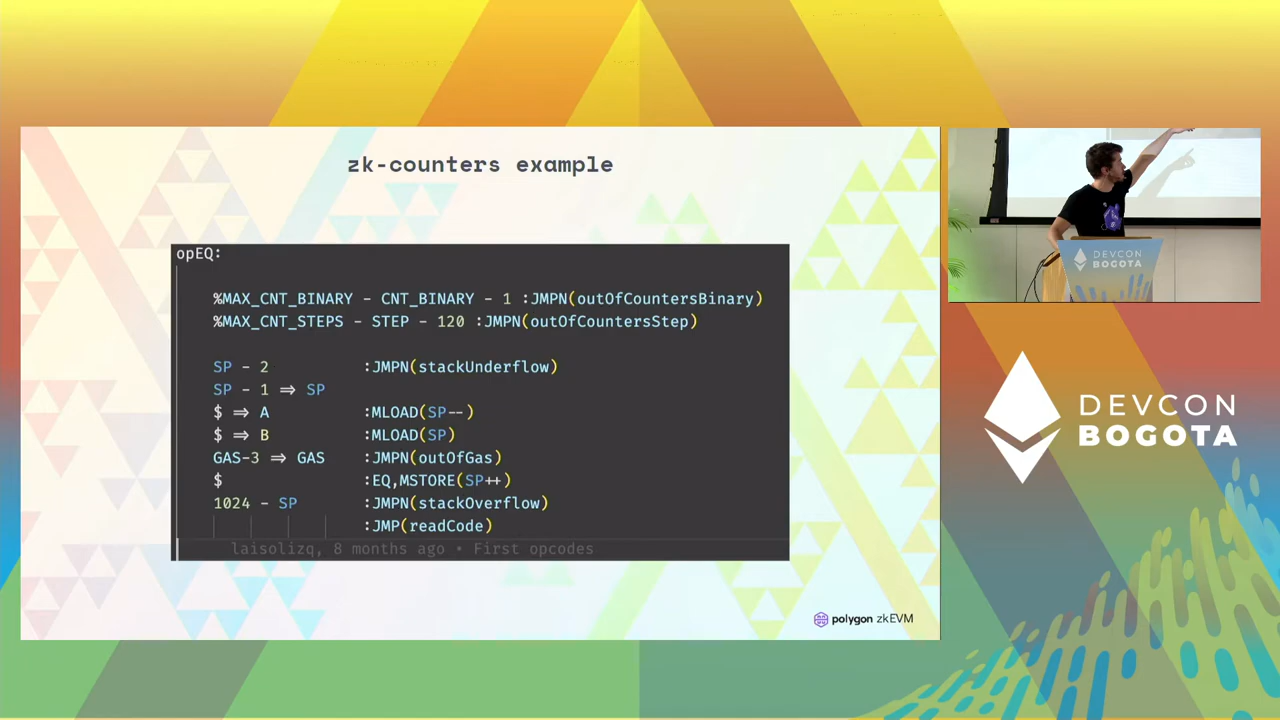 zk-counters example
opEQ:
%MAX_CNT_BINARY - CNT_BINARY - 1 :JMPN(outOfCountersBinary)
%MAX_CNT_STEPS - STEP - 120 :JMPN(outOfCountersStep)
SP - 2 :JMPN(stackUnderflow)
SP - 1 => SP
$ => A :MLOAD(SP--)
$ => B :MLOAD(SP)
GAS-3 => GAS :JMPN(outOfGas)
$ :EQ,MSTORE(SP++)
1024 - SP :JMPN(stackOverflow)
:JMP(readCode)
laisolizq, 8 months ago • First opcodes
polygon zkEVM
DEVCON
BOGOTA
DEVCON
BOGOTA